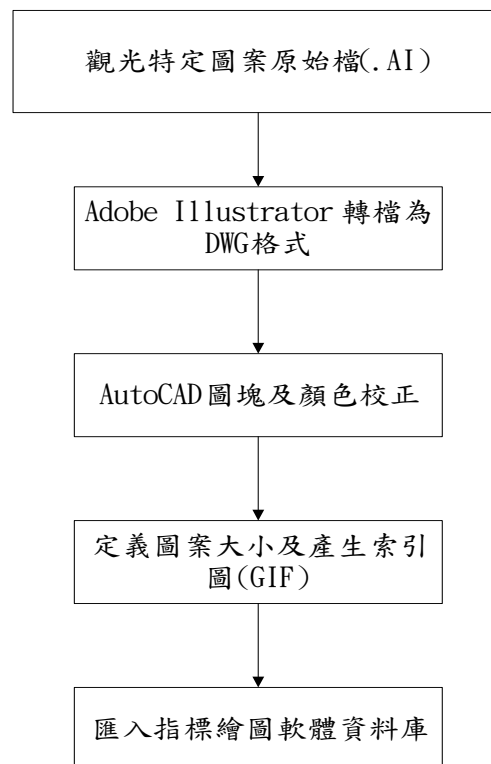 觀光特定圖案原始檔(.AI)
Adobe Illustrator 轉檔為
DWG格式
AutoCAD圖塊及顏色校正
定義圖案大小及產生索引
圖(GIF)
匯入指標繪圖軟體資料庫